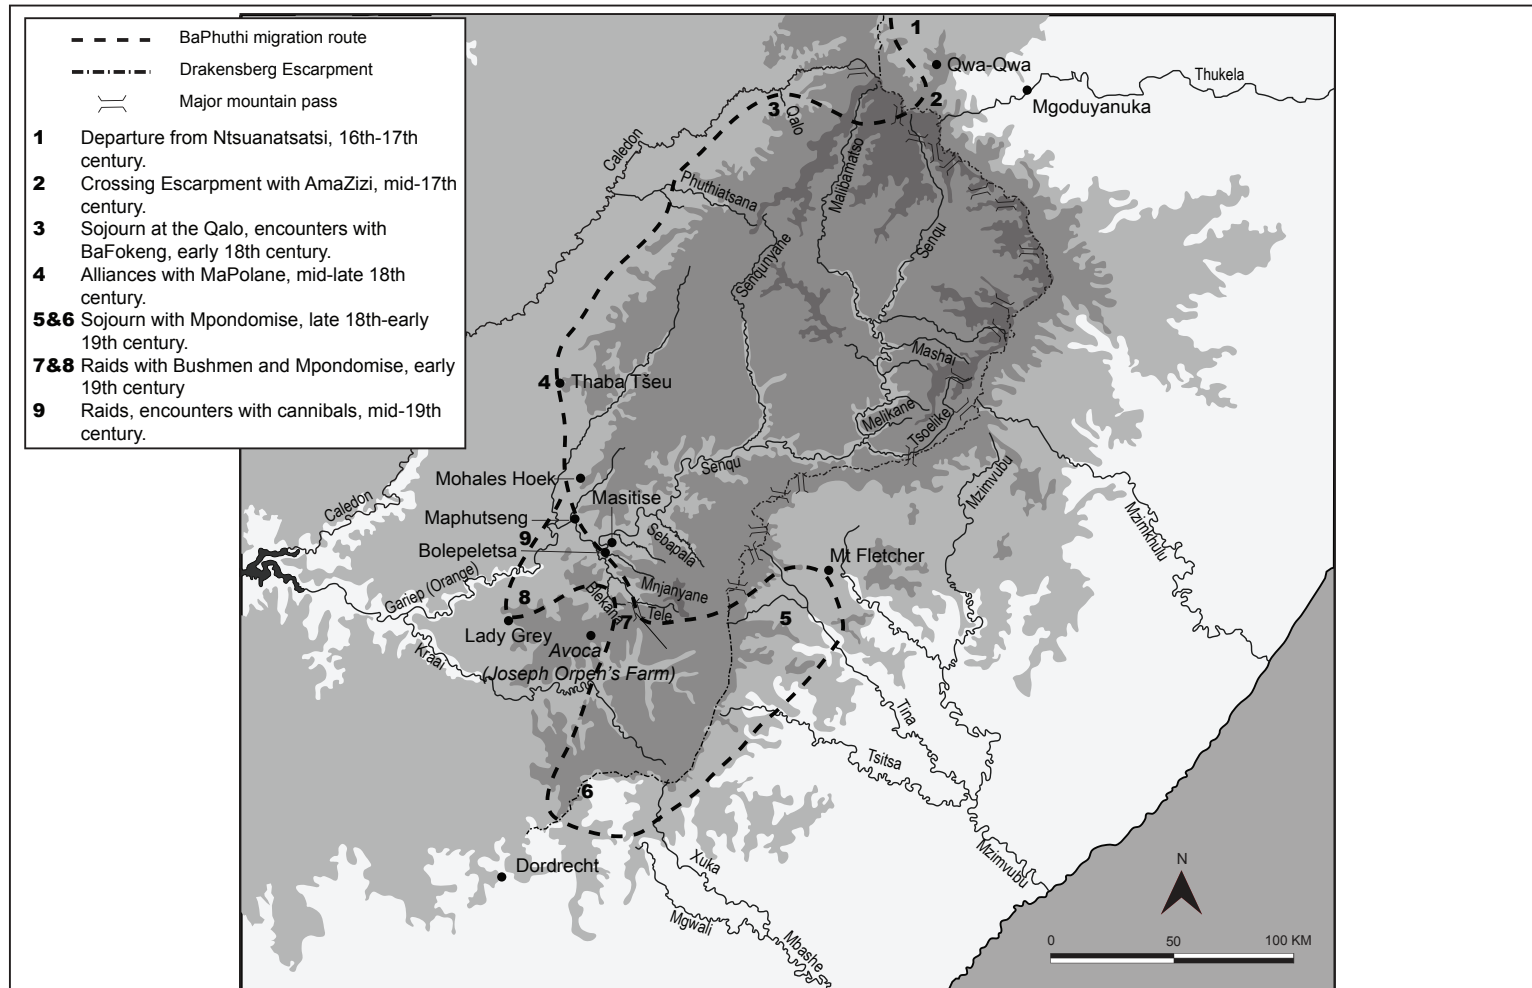 BaPhuthi migration route
Drakensberg Escarpment
Major mountain pass
1 Departure from Ntsuanatsatsi, 16th-17th
century.
2 Crossing Escarpment with AmaZizi, mid-17th
century.
3 Sojourn at the Qalo, encounters with
BaFokeng, early 18th century.
4 Alliances with MaPolane, mid-late 18th
century.
5&6 Sojourn with Mpondomise, late 18th-early
19th century.
7&8 Raids with Bushmen and Mpondomise, early
19th century
9 Raids, encounters with cannibals, mid-19th
century.
1
Qwa-Qwa
Thukela
2
Mgoduyanuka
3
Qalo
Caledon
Phuthiatsana
Malibamatso
Senqu
Senqunyane
Mashai
4
Thaba Tšeu
Melikane
Tsoelike
Senqu
Mohales Hoek
Masitise
Mzimvubu
Caledon
Maphutseng
9
Mzimkhulu
Sebapala
Bolepeletsa
Mt Fletcher
Mnjanyane
Gariep (Orange)
8
Blekana
Tele
7
5
Lady Grey
Kraai
Avoca
(Joseph Orpen's Farm)
Tina
Tsitsa
6
Mzimvubu
Dordrecht
Xuka
Mgwali
Mbashe
N
0 50 100 KM